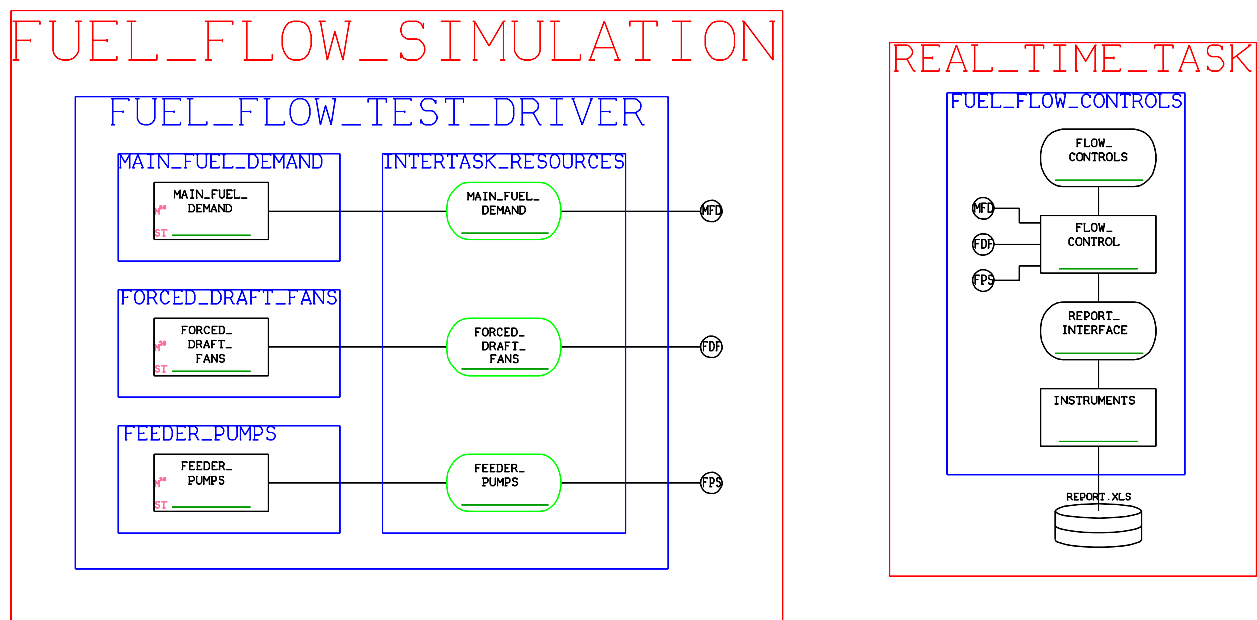 FUEL_FLOW_SIMULATION
FUEL_FLOW_TEST_DRIVER
MAIN_FUEL_DEMAND
MAIN_FUEL_
DEMAND
M**
ST
INTERTASK_RESOURCES
MAIN_FUEL_
DEMAND
MFD
FORCED_DRAFT_FANS
FORCED_
DRAFT_
FANS
M**
ST
FORCED_
DRAFT_
FANS
FDF
FEEDER_PUMPS
FEEDER_
PUMPS
M**
ST
FEEDER_
PUMPS
FPS
REAL_TIME_TASK
FUEL_FLOW_CONTROLS
FLOW_
CONTROLS
MFD
FDF
FPS
FLOW_
CONTROL
REPORT_
INTERFACE
INSTRUMENTS
REPORT.XLS